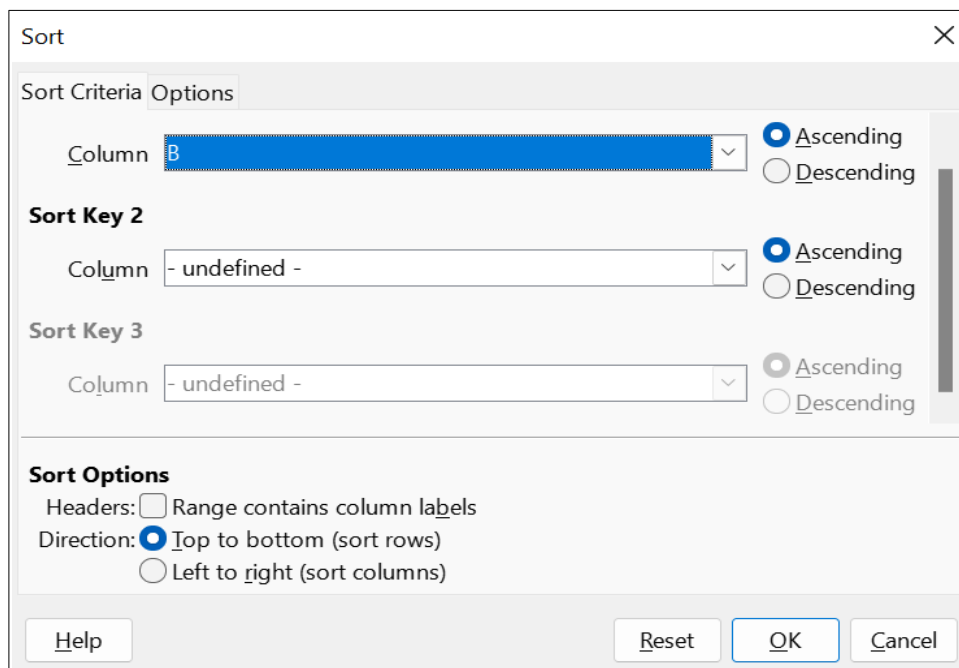 Sort
Sort Criteria Options
Column B Ascending
Descending
Sort Key 2
Column - undefined - Ascending
Descending
Sort Key 3
Column - undefined - Ascending
Descending
Sort Options
Headers: Range contains column labels
Direction: Top to bottom (sort rows)
Left to right (sort columns)
Help Reset OK Cancel